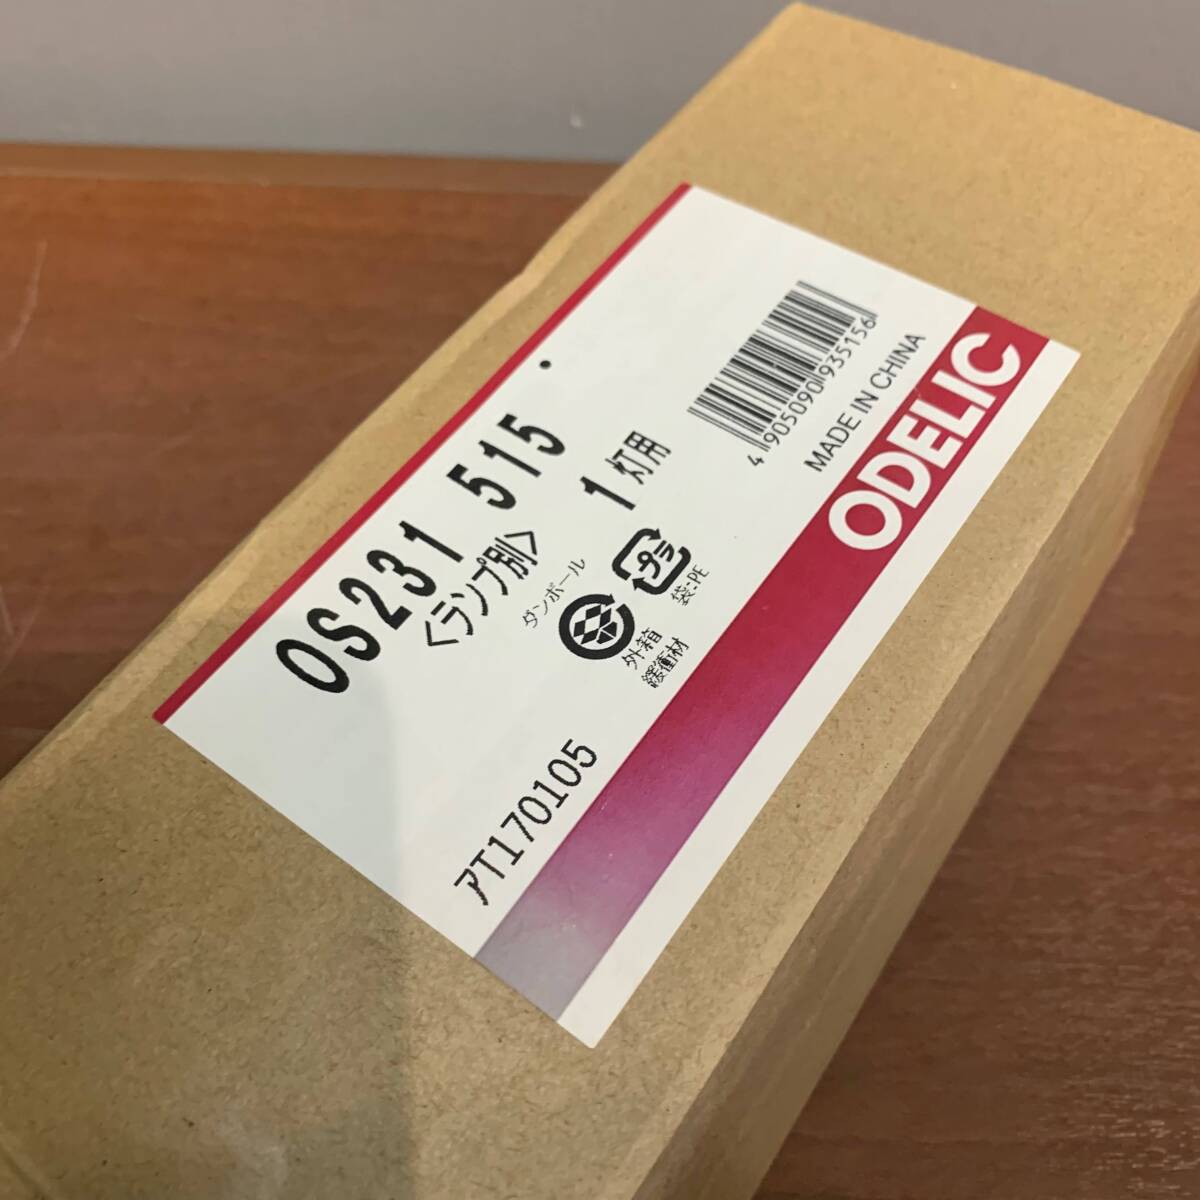 OS231 515
<ランプ別> 1灯用
ダンボール
プラ
外箱
緩衝材
袋:PE
アT170105
4 905090 935156
MADE IN CHINA
ODELIC